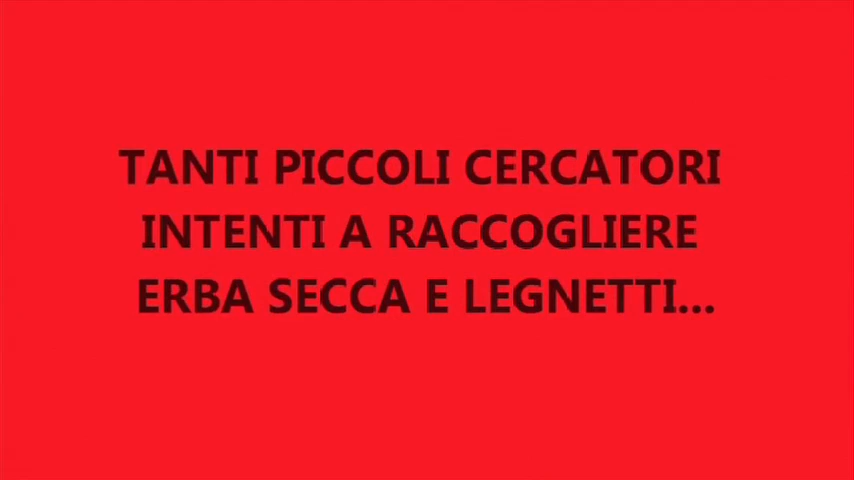 TANTI PICCOLI CERCATORI
INTENTI A RACCOGLIERE
ERBA SECCA E LEGNETTI...